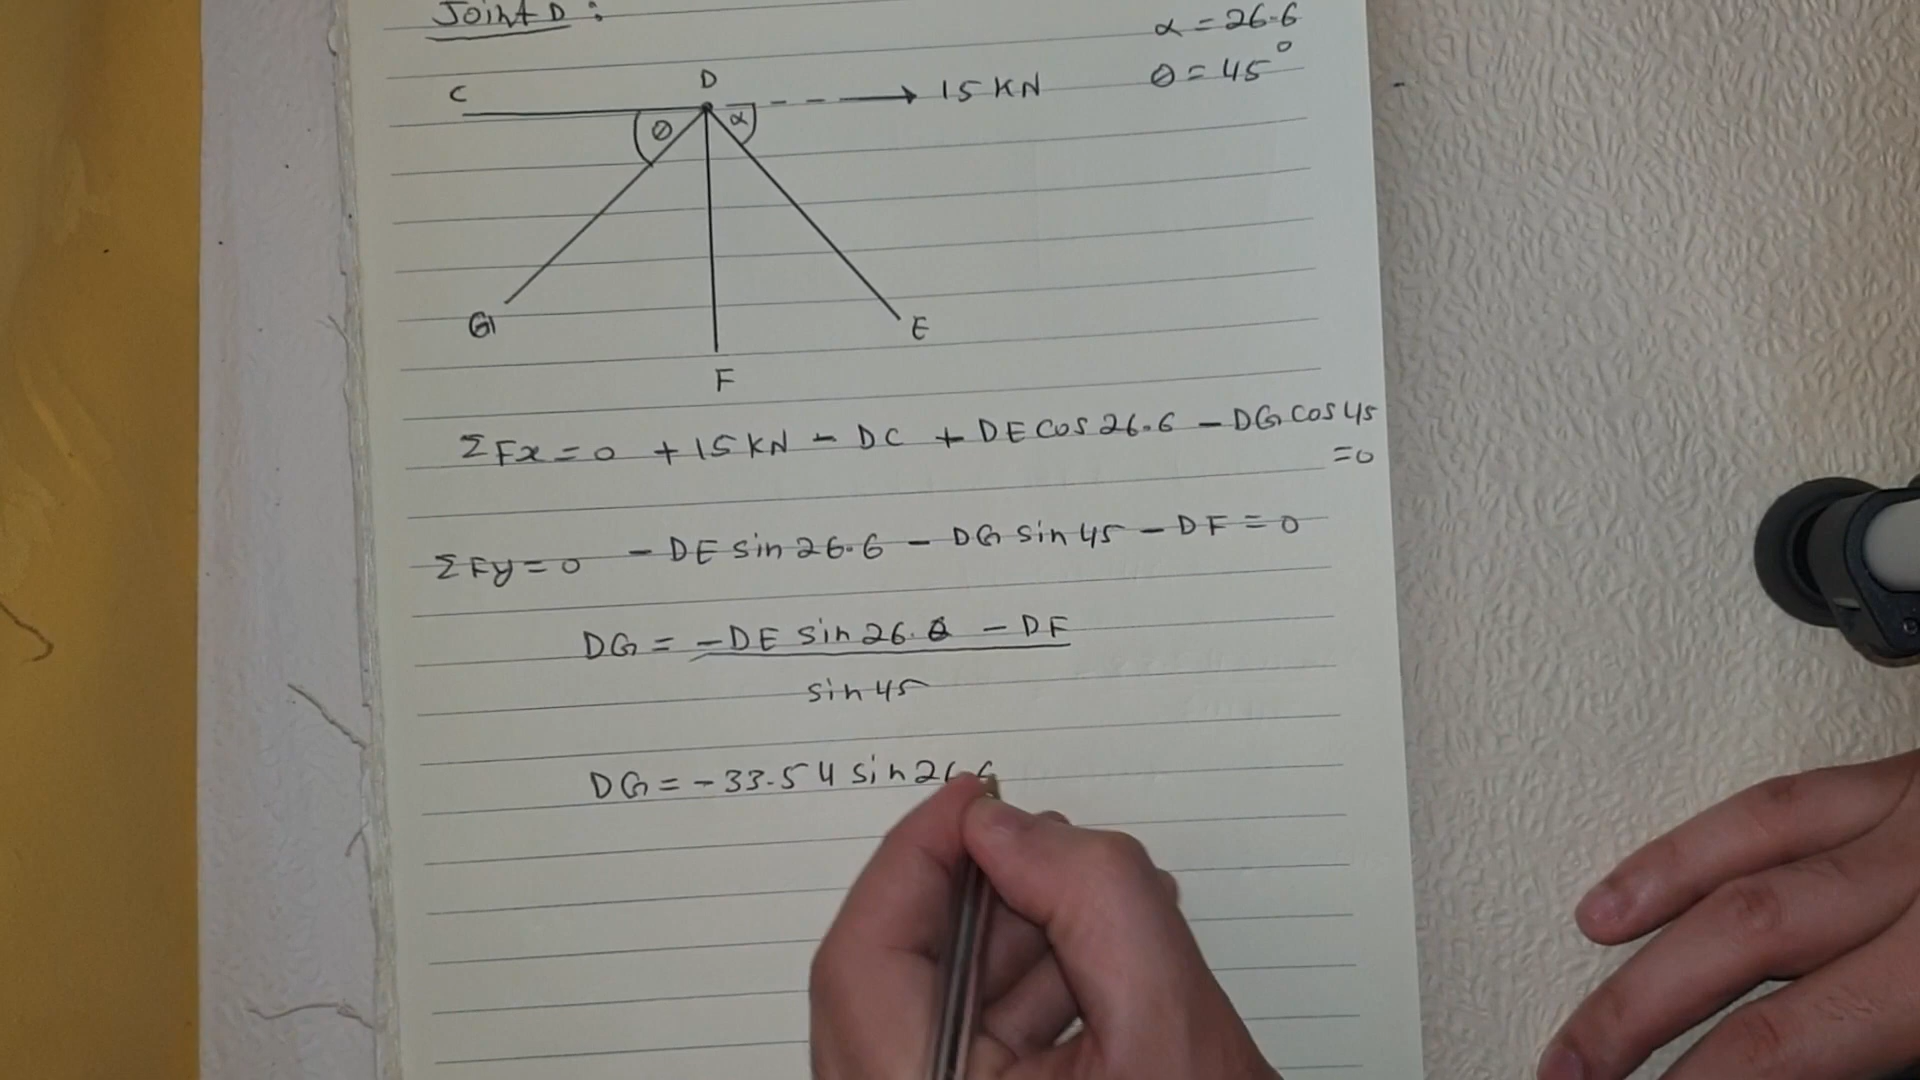 Joint D :
α = 26.6
θ = 45°
C
D
15 KN
θ
α
G
E
F
ΣFx = 0 + 15 KN - DC + DE cos 26.6 - DG cos 45
= 0
ΣFy = 0 - DE sin 26.6 - DG sin 45 - DF = 0
DG = -DE sin 26.6 - DF
sin 45
DG = -33.54 sin 26.6